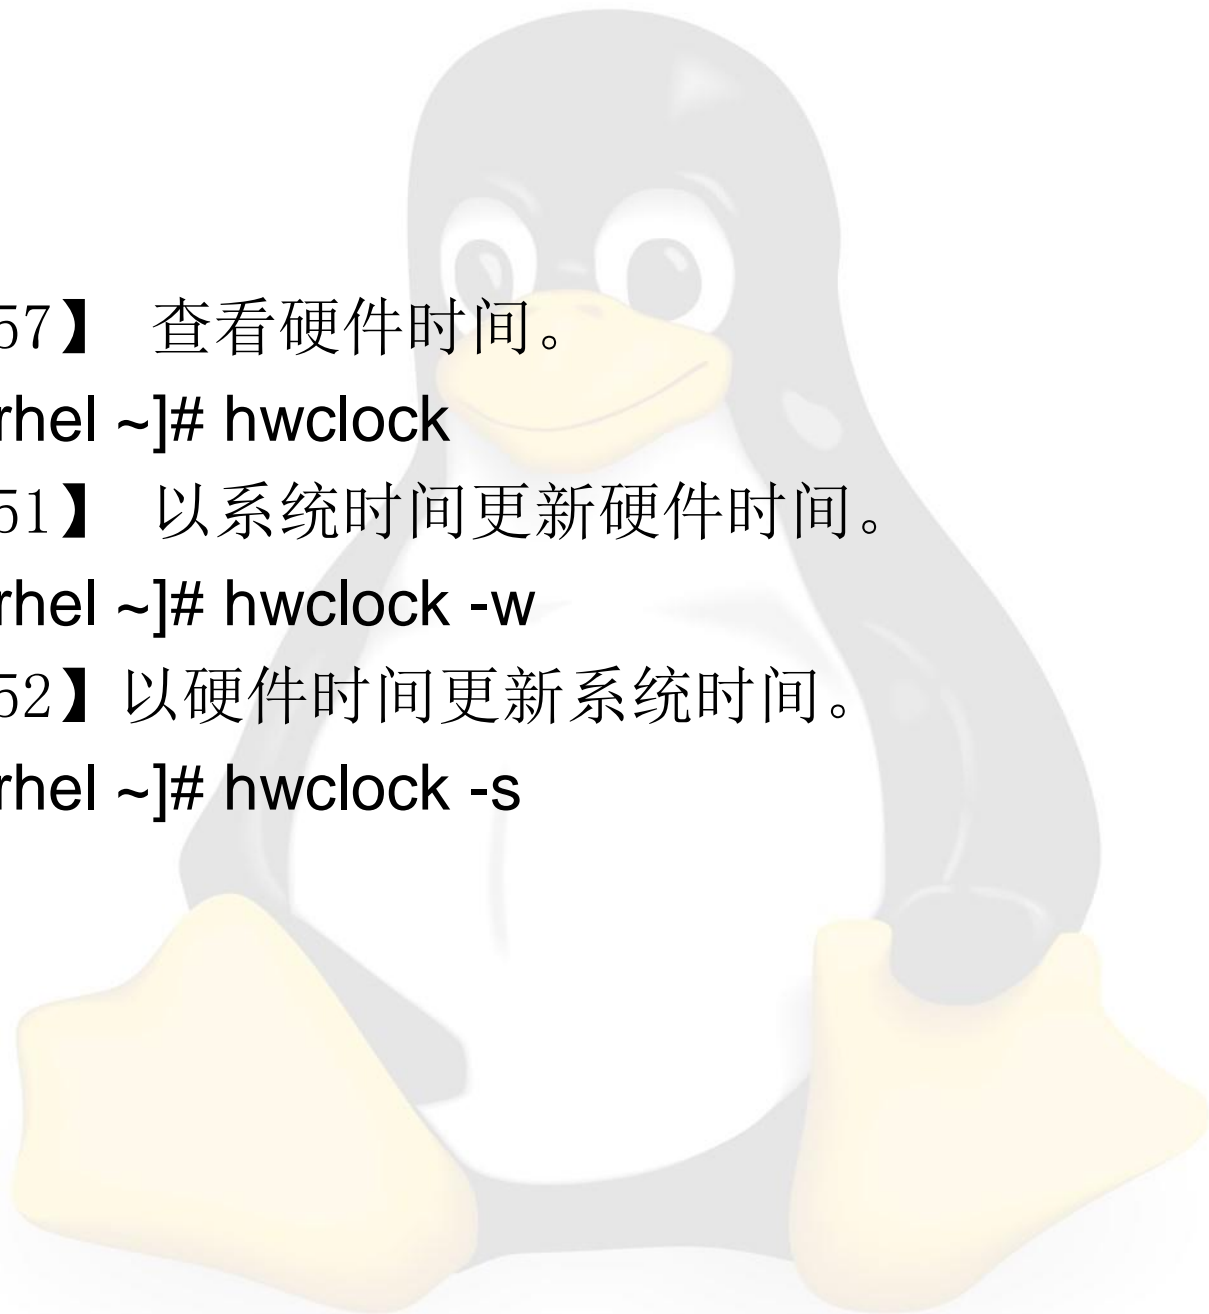 57】 查看硬件时间。
rhel ~]# hwclock
51】 以系统时间更新硬件时间。
rhel ~]# hwclock -w
52】以硬件时间更新系统时间。
rhel ~]# hwclock -s